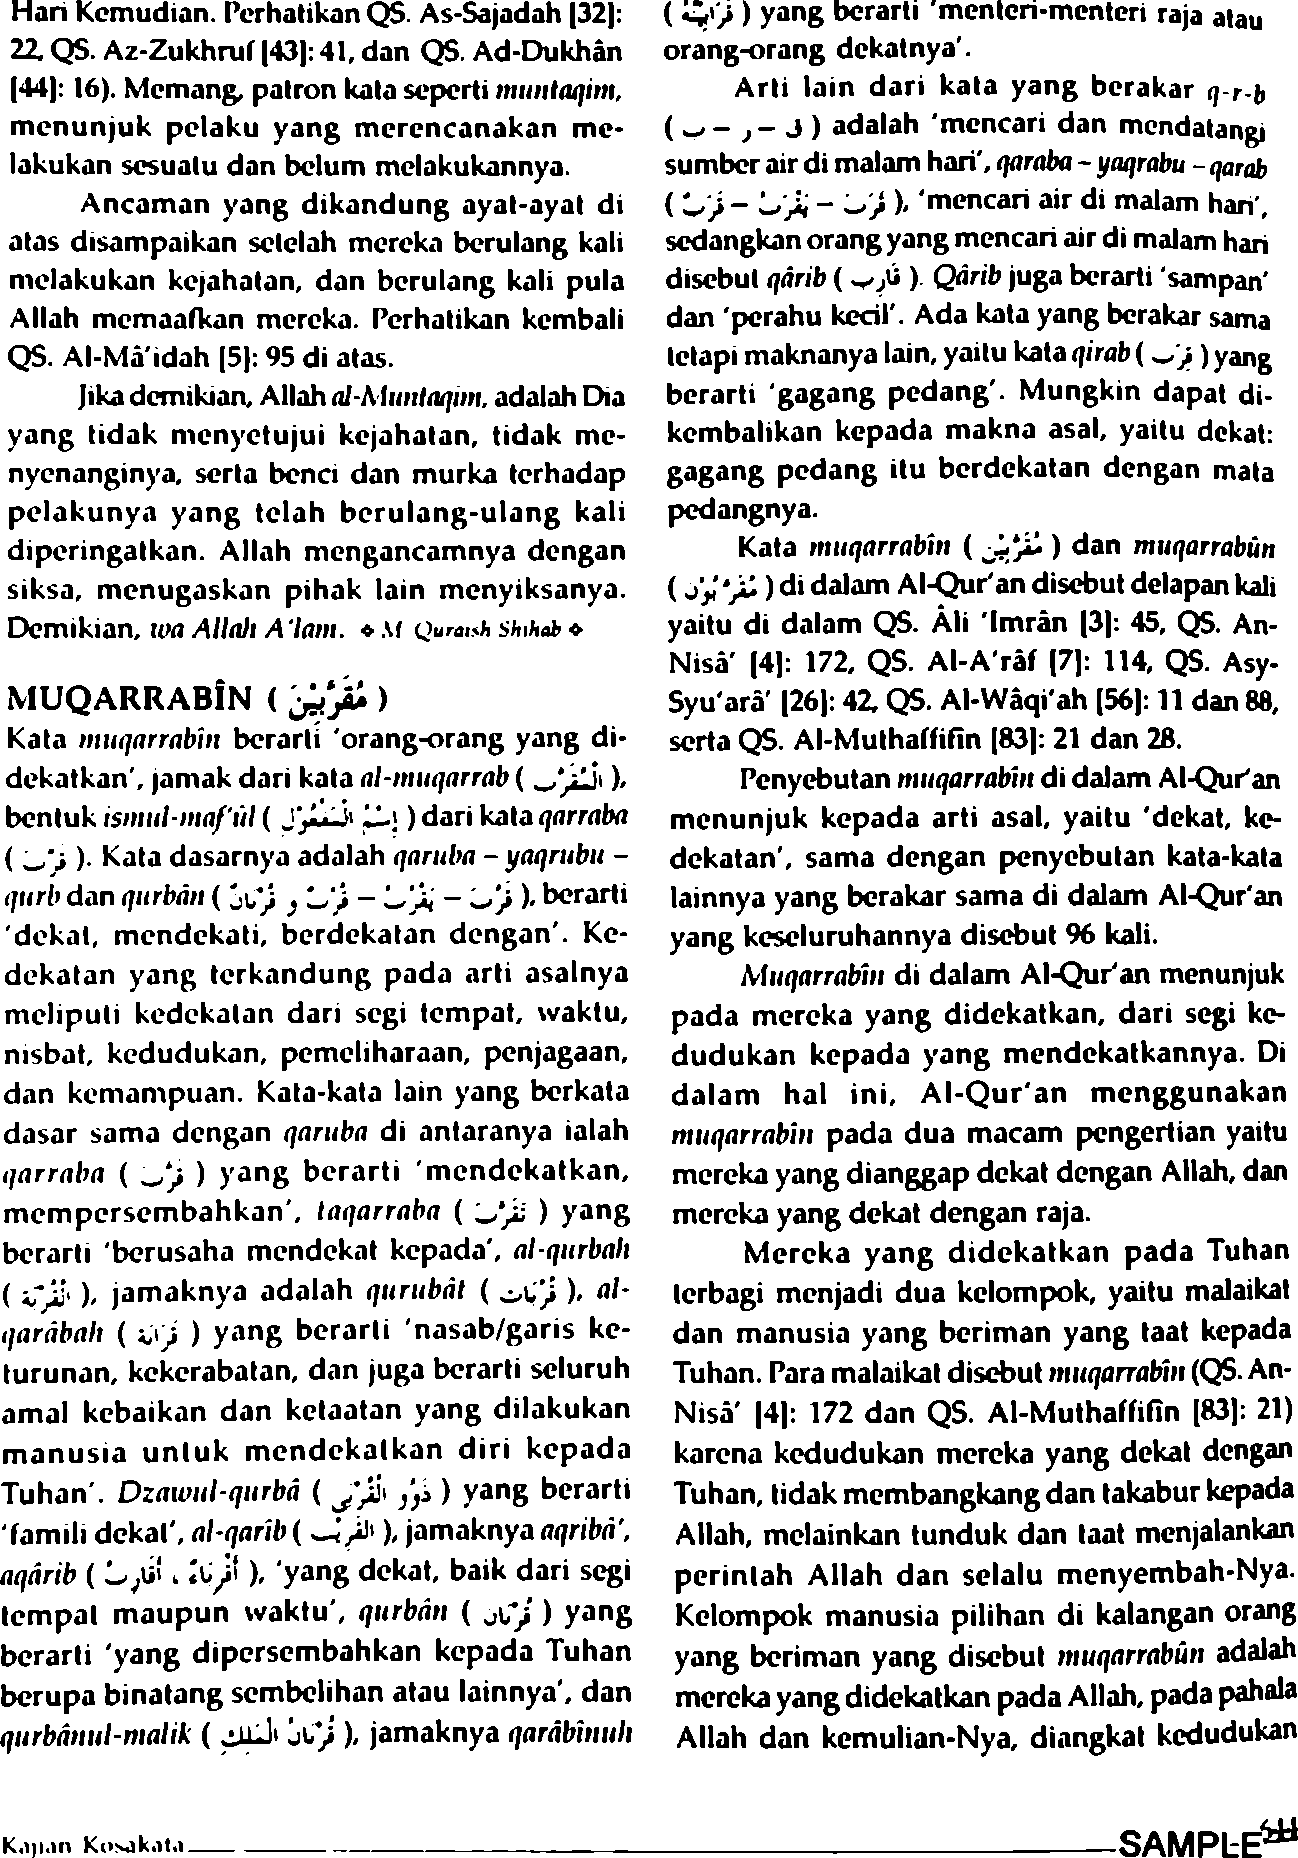 Hari Kemudian. Perhatikan QS. As-Sajadah [32]:
22, QS. Az-Zukhruf [43]: 41, dan QS. Ad-Dukhân
[44]: 16). Memang, patron kata seperti muntaqim,
menunjuk pelaku yang merencanakan me-
lakukan sesuatu dan belum melakukannya.
Ancaman yang dikandung ayat-ayat di
atas disampaikan setelah mereka berulang kali
melakukan kejahatan, dan berulang kali pula
Allah memaafkan mereka. Perhatikan kembali
QS. Al-Mâ'idah [5]: 95 di atas.
Jika demikian, Allah al-Muntaqim, adalah Dia
yang tidak menyetujui kejahatan, tidak me-
nyenanginya, serta benci dan murka terhadap
pelakunya yang telah berulang-ulang kali
diperingatkan. Allah mengancamnya dengan
siksa, menugaskan pihak lain menyiksanya.
Demikian, wa Allah A'lam. ❖ M Quraish Shihab ❖
MUQARRABÎN ( مُقَرَّبِيْنَ )
Kata muqarrabîn berarti 'orang-orang yang di-
dekatkan', jamak dari kata al-muqarrab ( الْمُقَرَّب ),
bentuk ismul-maf'ûl ( اِسْمُ الْمَفْعُوْل ) dari kata qarraba
( قَرَّبَ ). Kata dasarnya adalah qaruba – yaqrubu –
qurb dan qurbân ( قَرُبَ – يَقْرُبُ – قُرْبٌ و قُرْبَانٌ ), berarti
'dekat, mendekati, berdekatan dengan'. Ke-
dekatan yang terkandung pada arti asalnya
meliputi kedekatan dari segi tempat, waktu,
nisbat, kedudukan, pemeliharaan, penjagaan,
dan kemampuan. Kata-kata lain yang berkata
dasar sama dengan qaruba di antaranya ialah
qarraba ( قَرَّبَ ) yang berarti 'mendekatkan,
mempersembahkan', taqarraba ( تَقَرَّبَ ) yang
berarti 'berusaha mendekat kepada', al-qurbah
( الْقُرْبَة ), jamaknya adalah qurubât ( قُرُبَات ), al-
qarâbah ( قَرَابَة ) yang berarti 'nasab/garis ke-
turunan, kekerabatan, dan juga berarti seluruh
amal kebaikan dan ketaatan yang dilakukan
manusia untuk mendekatkan diri kepada
Tuhan'. Dzawul-qurbâ ( ذَوُو الْقُرْبَى ) yang berarti
'famili dekat', al-qarîb ( الْقَرِيْب ), jamaknya aqribâ',
aqârib ( أَقْرِبَاءُ ، أَقَارِبُ ), 'yang dekat, baik dari segi
tempat maupun waktu', qurbân ( قُرْبَان ) yang
berarti 'yang dipersembahkan kepada Tuhan
berupa binatang sembelihan atau lainnya', dan
qurbânul-malik ( قُرْبَانُ الْمَلِكِ ), jamaknya qarâbînuh
( قَرَابِيْنُهُ ) yang berarti 'menteri-menteri raja atau
orang-orang dekatnya'.
Arti lain dari kata yang berakar q-r-b
( ق – ر – ب ) adalah 'mencari dan mendatangi
sumber air di malam hari', qaraba – yaqrabu – qarab
( قَرَبَ – يَقْرَبُ – قَرَبٌ ), 'mencari air di malam hari',
sedangkan orang yang mencari air di malam hari
disebut qârib ( قَارِب ). Qârib juga berarti 'sampan'
dan 'perahu kecil'. Ada kata yang berakar sama
tetapi maknanya lain, yaitu kata qirab ( قِرَب ) yang
berarti 'gagang pedang'. Mungkin dapat di-
kembalikan kepada makna asal, yaitu dekat:
gagang pedang itu berdekatan dengan mata
pedangnya.
Kata muqarrabîn ( مُقَرَّبِيْن ) dan muqarrabûn
( مُقَرَّبُوْن ) di dalam Al-Qur'an disebut delapan kali
yaitu di dalam QS. Âli 'Imrân [3]: 45, QS. An-
Nisâ' [4]: 172, QS. Al-A'râf [7]: 114, QS. Asy-
Syu'arâ' [26]: 42, QS. Al-Wâqi'ah [56]: 11 dan 88,
serta QS. Al-Muthaffifîn [83]: 21 dan 28.
Penyebutan muqarrabîn di dalam Al-Qur'an
menunjuk kepada arti asal, yaitu 'dekat, ke-
dekatan', sama dengan penyebutan kata-kata
lainnya yang berakar sama di dalam Al-Qur'an
yang keseluruhannya disebut 96 kali.
Muqarrabîn di dalam Al-Qur'an menunjuk
pada mereka yang didekatkan, dari segi ke-
dudukan kepada yang mendekatkannya. Di
dalam hal ini, Al-Qur'an menggunakan
muqarrabîn pada dua macam pengertian yaitu
mereka yang dianggap dekat dengan Allah, dan
mereka yang dekat dengan raja.
Mereka yang didekatkan pada Tuhan
terbagi menjadi dua kelompok, yaitu malaikat
dan manusia yang beriman yang taat kepada
Tuhan. Para malaikat disebut muqarrabîn (QS. An-
Nisâ' [4]: 172 dan QS. Al-Muthaffifîn [83]: 21)
karena kedudukan mereka yang dekat dengan
Tuhan, tidak membangkang dan takabur kepada
Allah, melainkan tunduk dan taat menjalankan
perintah Allah dan selalu menyembah-Nya.
Kelompok manusia pilihan di kalangan orang
yang beriman yang disebut muqarrabûn adalah
mereka yang didekatkan pada Allah, pada pahala
Allah dan kemulian-Nya, diangkat kedudukan
Kajian Kosakata
SAMPLE